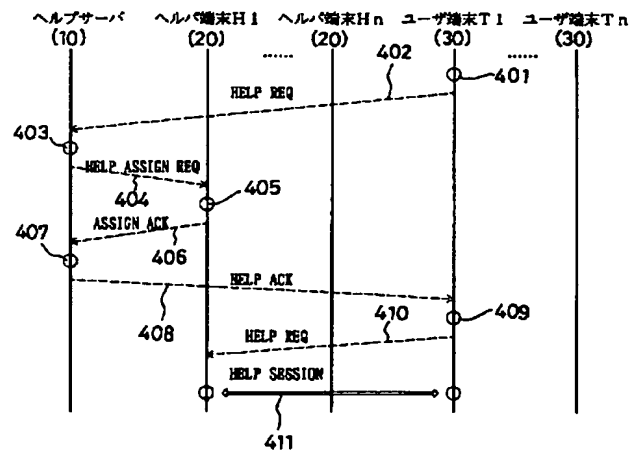 ヘルプサーバ ヘルパ端末H1 ヘルパ端末Hn ユーザ端末T1 ユーザ端末Tn
(10) (20) (20) (30) (30)
...... ......
402 401
HELP REQ
403
HELP ASSIGN REQ
404 405
ASSIGN ACK
407 406
HELP ACK
408 409
410
HELP REQ
HELP SESSION
411